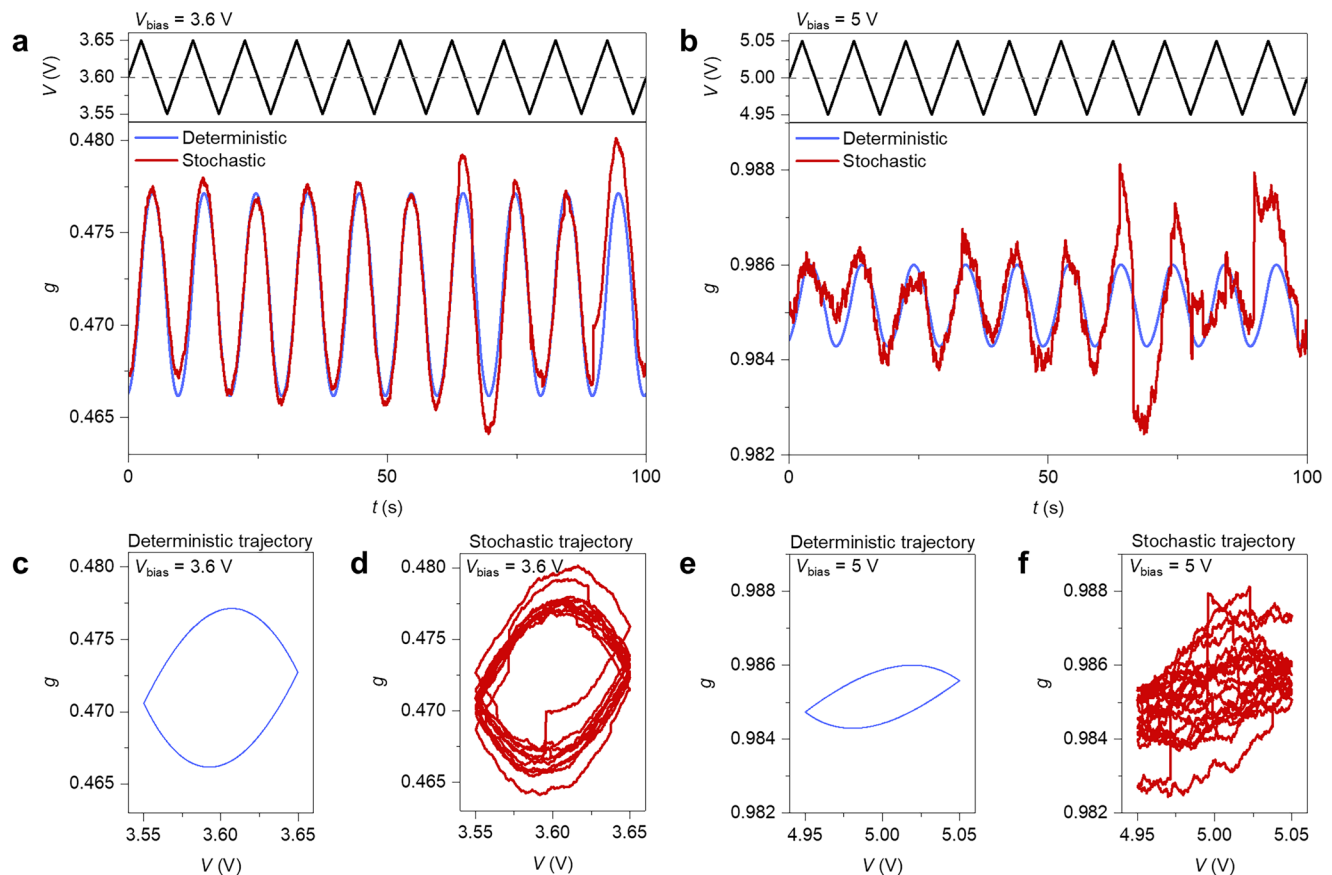 a
V_bias = 3.6 V
V (V)
3.65
3.60
3.55
Deterministic
Stochastic
g
0.480
0.475
0.470
0.465
0
50
100
t (s)
b
V_bias = 5 V
V (V)
5.05
5.00
4.95
Deterministic
Stochastic
g
0.988
0.986
0.984
0.982
0
50
100
t (s)
c
Deterministic trajectory
V_bias = 3.6 V
g
0.480
0.475
0.470
0.465
3.55
3.60
3.65
V (V)
d
Stochastic trajectory
V_bias = 3.6 V
g
0.480
0.475
0.470
0.465
3.55
3.60
3.65
V (V)
e
Deterministic trajectory
V_bias = 5 V
g
0.988
0.986
0.984
0.982
4.95
5.00
5.05
V (V)
f
Stochastic trajectory
V_bias = 5 V
g
0.988
0.986
0.984
0.982
4.95
5.00
5.05
V (V)